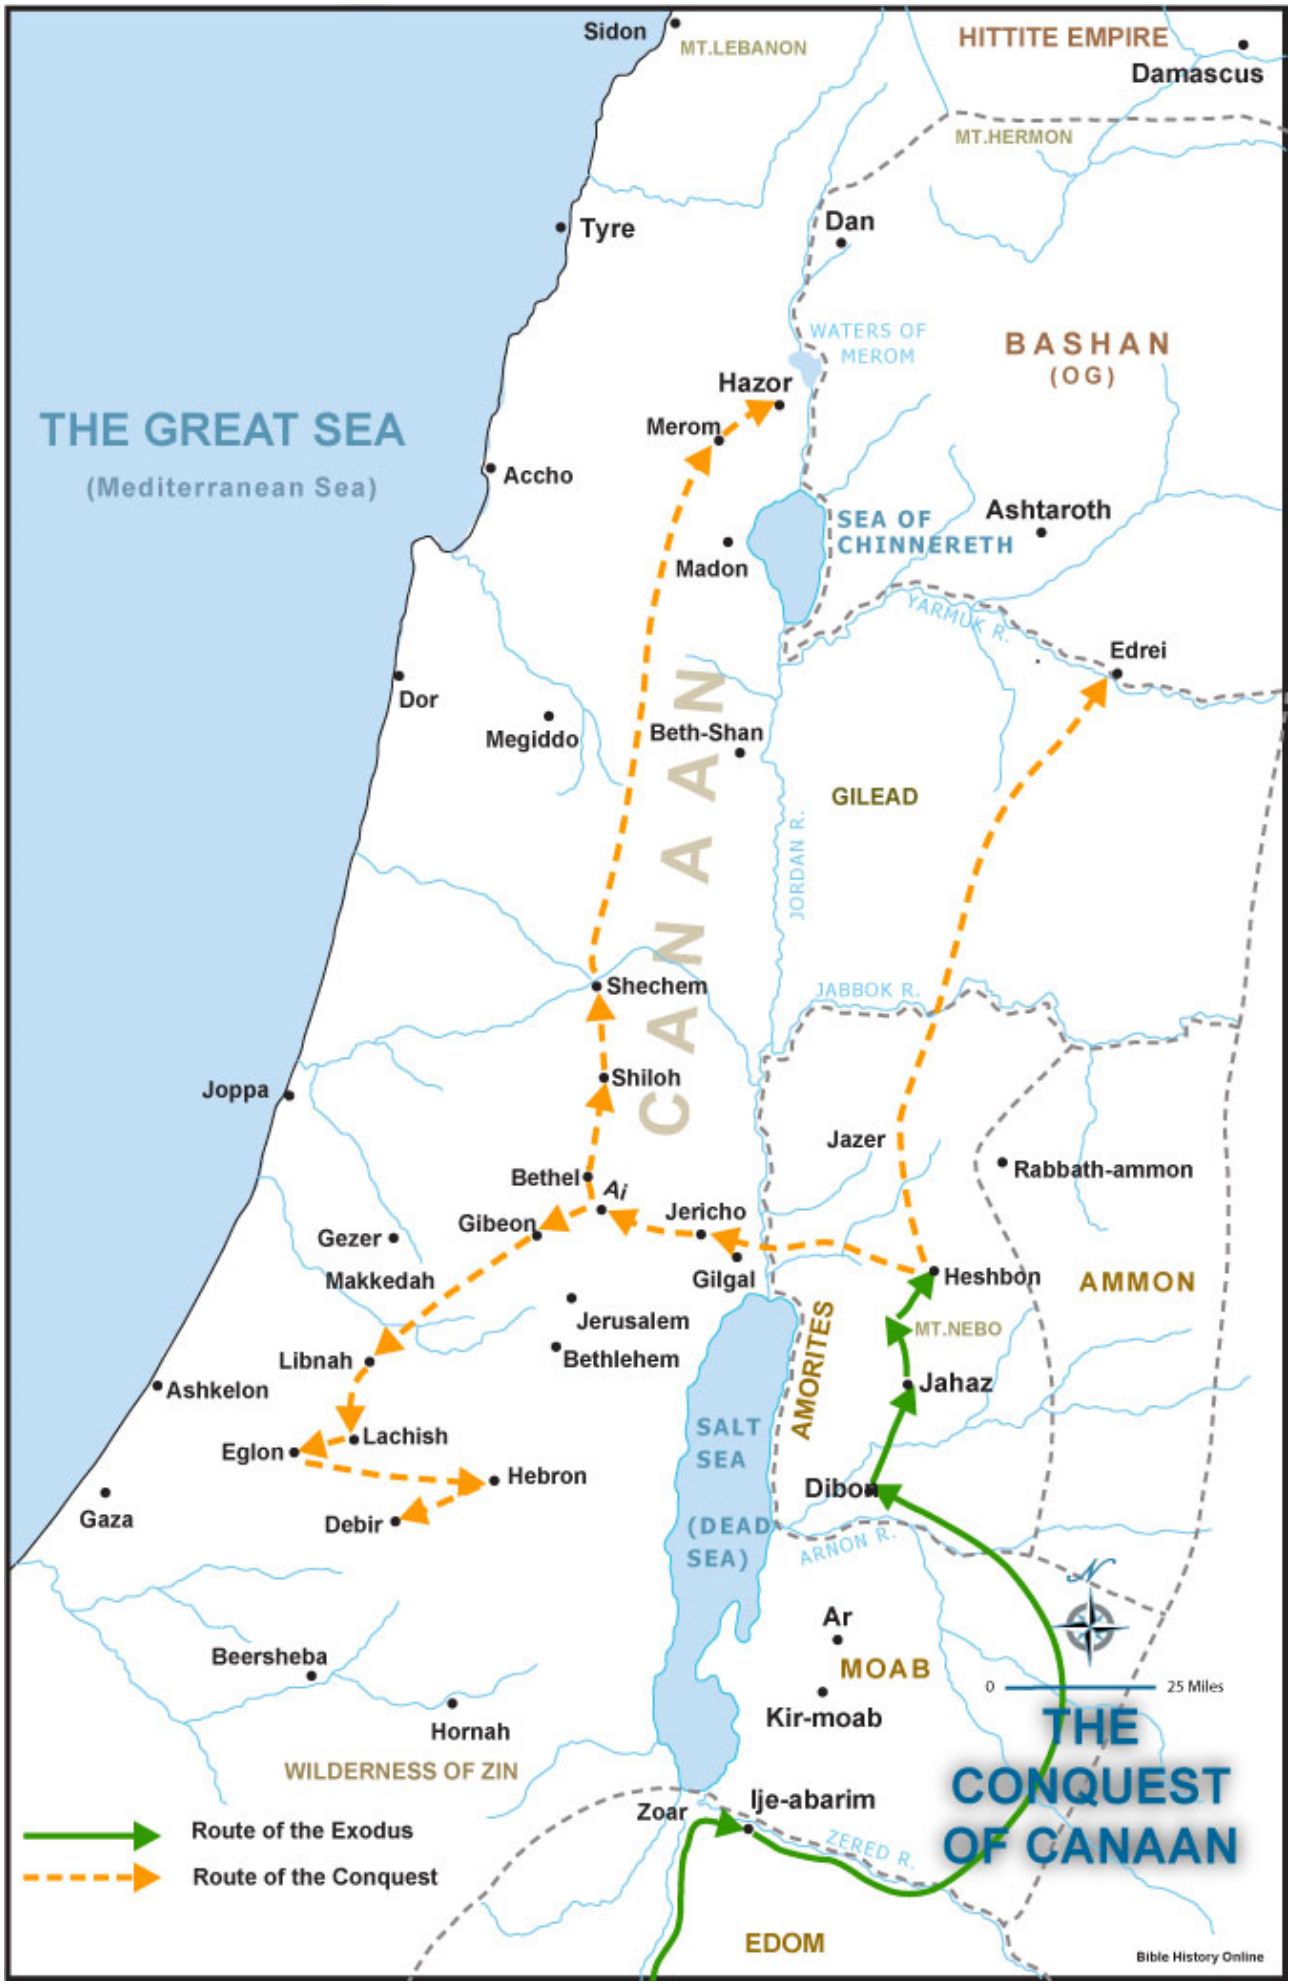 Sidon
MT.LEBANON
HITTITE EMPIRE
Damascus
MT.HERMON
Tyre
Dan
WATERS OF
MEROM
BASHAN
(OG)
Hazor
Merom
THE GREAT SEA
(Mediterranean Sea)
Accho
SEA OF
CHINNERETH
Ashtaroth
Madon
YARMUK R.
Edrei
Dor
Megiddo
Beth-Shan
GILEAD
JORDAN R.
CANAAN
Shechem
JABBOK R.
Shiloh
Joppa
Jazer
Rabbath-ammon
Bethel
Ai
Jericho
Gibeon
Gezer
Makkedah
Gilgal
Heshbon
AMMON
Jerusalem
MT.NEBO
Bethlehem
Libnah
AMORITES
Ashkelon
Jahaz
Lachish
Eglon
SALT
SEA
Hebron
Dibon
Gaza
Debir
(DEAD
SEA)
ARNON R.
N
Ar
Beersheba
MOAB
0
25 Miles
Kir-moab
Hornah
WILDERNESS OF ZIN
THE
CONQUEST
OF CANAAN
Zoar
Ije-abarim
ZERED R.
Route of the Exodus
Route of the Conquest
EDOM
Bible History Online